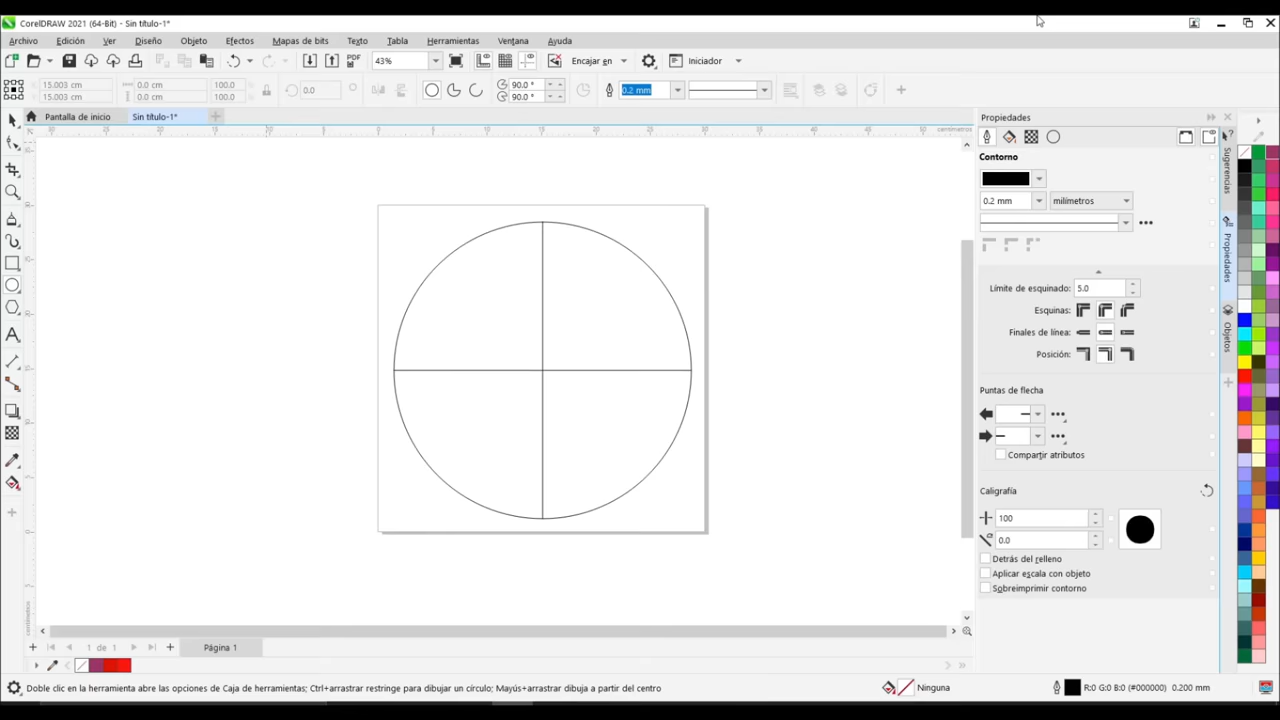 CorelDRAW 2021 (64-Bit) - Sin título-1*
Archivo Edición Ver Diseño Objeto Efectos Mapas de bits Texto Tabla Herramientas Ventana Ayuda
PDF 43% Encajar en Iniciador
15.003 cm 0.0 cm 100.0 0.0 90.0 ° 0.2 mm
15.003 cm 0.0 cm 100.0 90.0 °
Pantalla de inicio Sin título-1*
Propiedades
centímetros
Contorno
0.2 mm milímetros
Límite de esquinado: 5.0
Esquinas:
Finales de línea:
Posición:
Puntas de flecha
Compartir atributos
Caligrafía
100
0.0
Detrás del relleno
Aplicar escala con objeto
Sobreimprimir contorno
Sugerencias
Propiedades
Objetos
centímetros
1 de 1 Página 1
Doble clic en la herramienta abre las opciones de Caja de herramientas; Ctrl+arrastrar restringe para dibujar un círculo; Mayús+arrastrar dibuja a partir del centro
Ninguna
R:0 G:0 B:0 (#000000) 0.200 mm